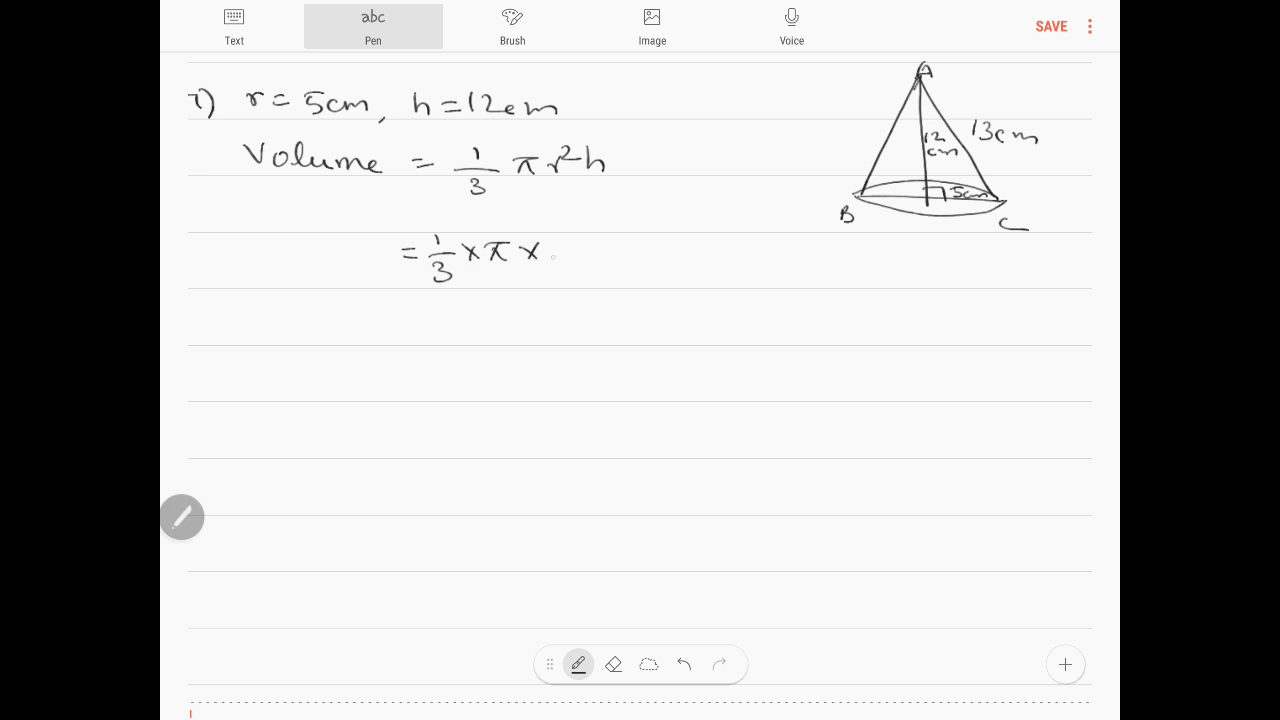 Text
abc
Pen
Brush
Image
Voice
SAVE
7) r = 5cm, h = 12cm
Volume = 1/3 πr²h
= 1/3 × π ×
A
13cm
12
cm
5cm
B
C